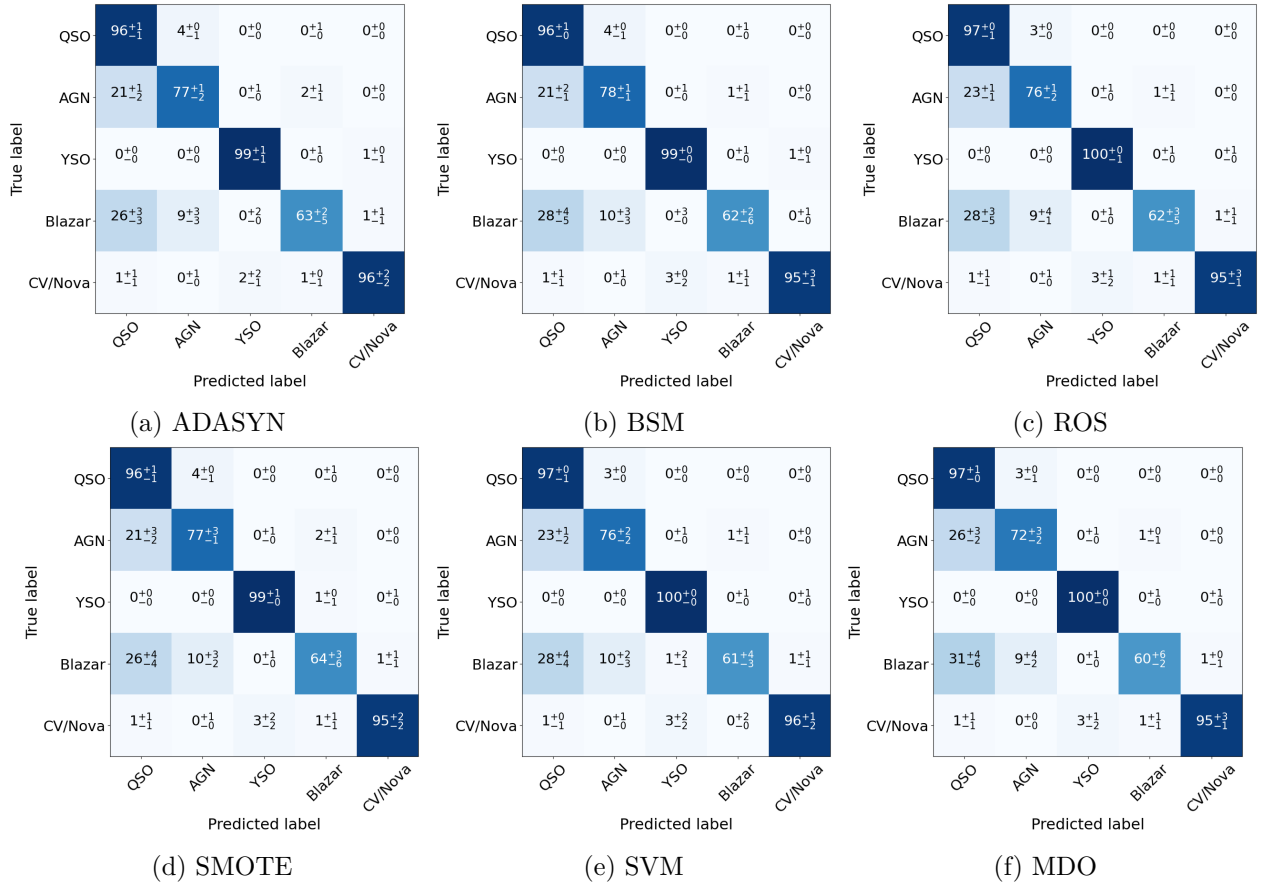 QSO 96+1−1 4+0−1 0+0−0 0+1−0 0+0−0
AGN 21+1−2 77+1−2 0+1−0 2+1−1 0+0−0
YSO 0+0−0 0+0−0 99+1−1 0+1−0 1+0−1
Blazar 26+3−3 9+3−3 0+2−0 63+2−5 1+1−1
CV/Nova 1+1−1 0+1−0 2+2−1 1+0−1 96+2−2
True label
QSO AGN YSO Blazar CV/Nova
Predicted label
(a) ADASYN
QSO 96+1−0 4+0−1 0+0−0 0+1−0 0+0−0
AGN 21+2−1 78+1−1 0+1−0 1+1−1 0+0−0
YSO 0+0−0 0+0−0 99+0−0 0+1−0 1+0−1
Blazar 28+4−5 10+3−3 0+3−0 62+2−6 0+1−0
CV/Nova 1+1−1 1+0−1 3+0−2 1+1−1 95+3−1
True label
QSO AGN YSO Blazar CV/Nova
Predicted label
(b) BSM
QSO 97+0−1 3+0−0 0+0−0 0+0−0 0+0−0
AGN 23+1−1 76+1−2 0+1−0 1+1−1 0+0−0
YSO 0+0−0 0+0−0 100+0−1 0+1−0 0+1−0
Blazar 28+3−5 9+4−1 0+1−0 62+3−5 1+1−1
CV/Nova 1+1−1 0+1−0 3+1−2 1+1−1 95+3−1
True label
QSO AGN YSO Blazar CV/Nova
Predicted label
(c) ROS
QSO 96+1−1 4+0−1 0+0−0 0+1−0 0+0−0
AGN 21+3−2 77+3−1 0+1−0 2+1−1 0+0−0
YSO 0+0−0 0+0−0 99+1−0 1+0−1 0+1−0
Blazar 26+4−4 10+3−2 0+1−0 64+3−6 1+1−1
CV/Nova 1+1−1 0+1−0 3+2−2 1+1−1 95+2−2
True label
QSO AGN YSO Blazar CV/Nova
Predicted label
(d) SMOTE
QSO 97+0−1 3+0−0 0+0−0 0+1−0 0+0−0
AGN 23+1−2 76+2−2 0+1−0 1+1−1 0+0−0
YSO 0+0−0 0+0−0 100+0−0 0+1−0 0+1−0
Blazar 28+4−4 10+2−3 1+2−1 61+4−3 1+1−1
CV/Nova 1+0−1 0+1−0 3+2−2 0+2−0 96+1−2
True label
QSO AGN YSO Blazar CV/Nova
Predicted label
(e) SVM
QSO 97+1−0 3+0−1 0+0−0 0+1−0 0+0−0
AGN 26+3−2 72+3−2 0+1−0 1+0−1 0+0−0
YSO 0+0−0 0+0−0 100+0−0 0+1−0 0+1−0
Blazar 31+4−6 9+4−2 0+1−0 60+6−2 1+0−1
CV/Nova 1+1−1 0+0−0 3+1−2 1+1−1 95+3−1
True label
QSO AGN YSO Blazar CV/Nova
Predicted label
(f) MDO